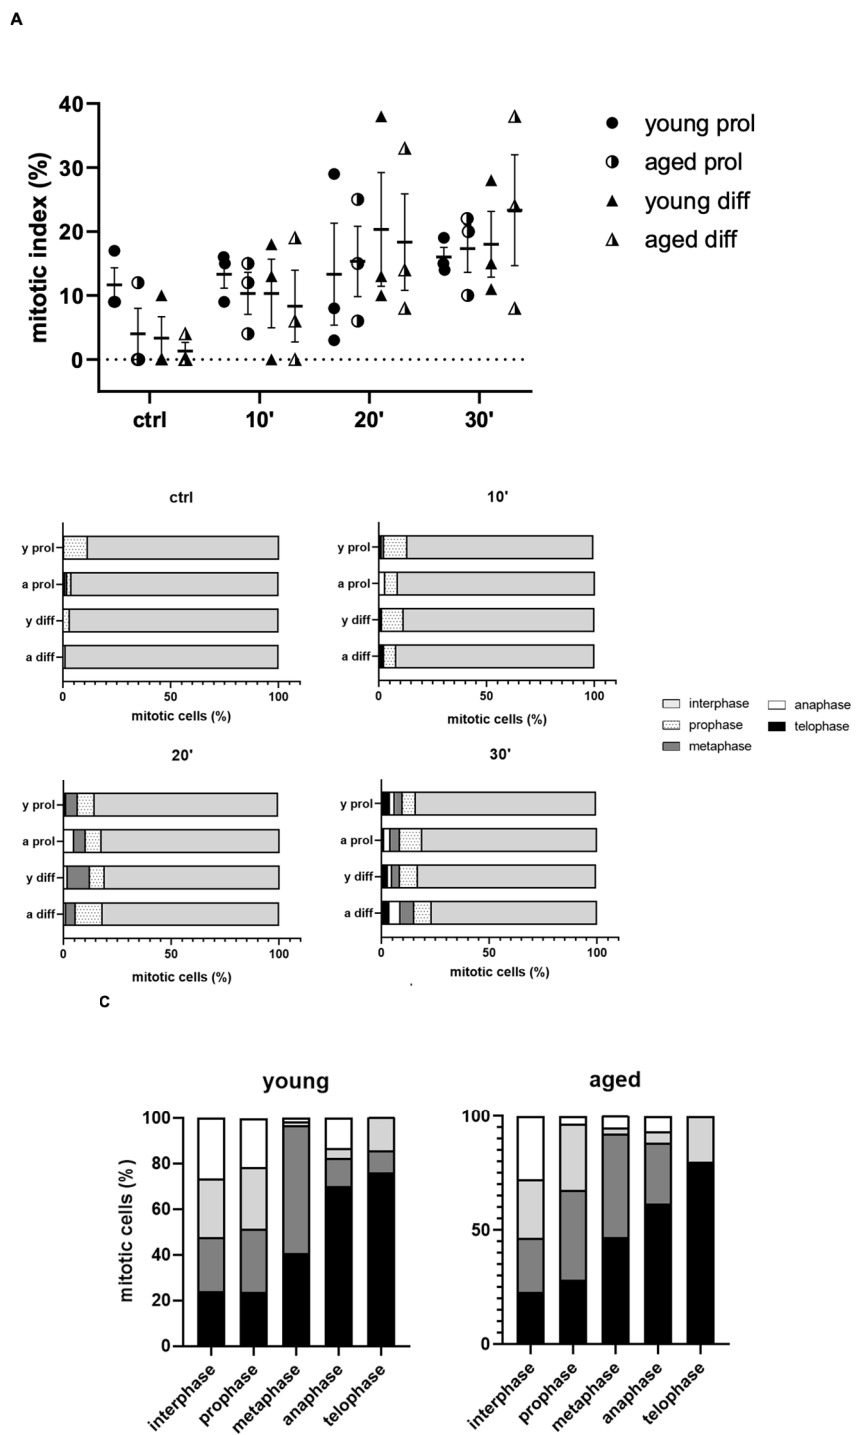 A
40
30
20
10
0
mitotic index (%)
ctrl
10'
20'
30'
young prol
aged prol
young diff
aged diff
ctrl
y prol
a prol
y diff
a diff
0
50
100
mitotic cells (%)
10'
y prol
a prol
y diff
a diff
0
50
100
mitotic cells (%)
interphase
anaphase
prophase
telophase
metaphase
20'
y prol
a prol
y diff
a diff
0
50
100
mitotic cells (%)
30'
y prol
a prol
y diff
a diff
0
50
100
mitotic cells (%)
C
young
100
80
60
40
20
0
mitotic cells (%)
interphase
prophase
metaphase
anaphase
telophase
aged
100
50
0
interphase
prophase
metaphase
anaphase
telophase